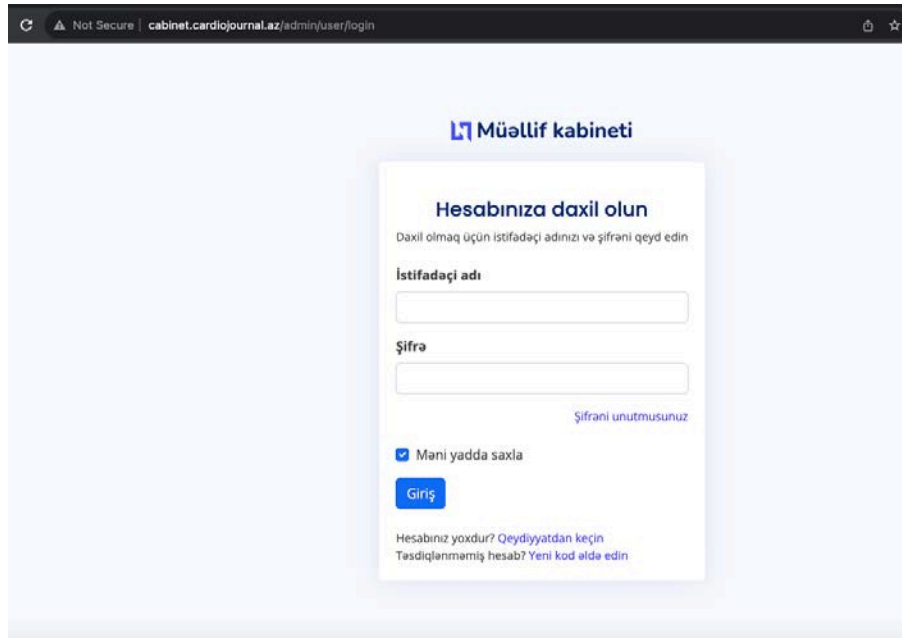 Not Secure | cabinet.cardiojournal.az/admin/user/login
Müəllif kabineti
Hesabınıza daxil olun
Daxil olmaq üçün istifadəçi adınızı və şifrəni qeyd edin
İstifadəçi adı
Şifrə
Şifrəni unutmusunuz
Məni yadda saxla
Giriş
Hesabınız yoxdur? Qeydiyyatdan keçin
Təsdiqlənməmiş hesab? Yeni kod əldə edin